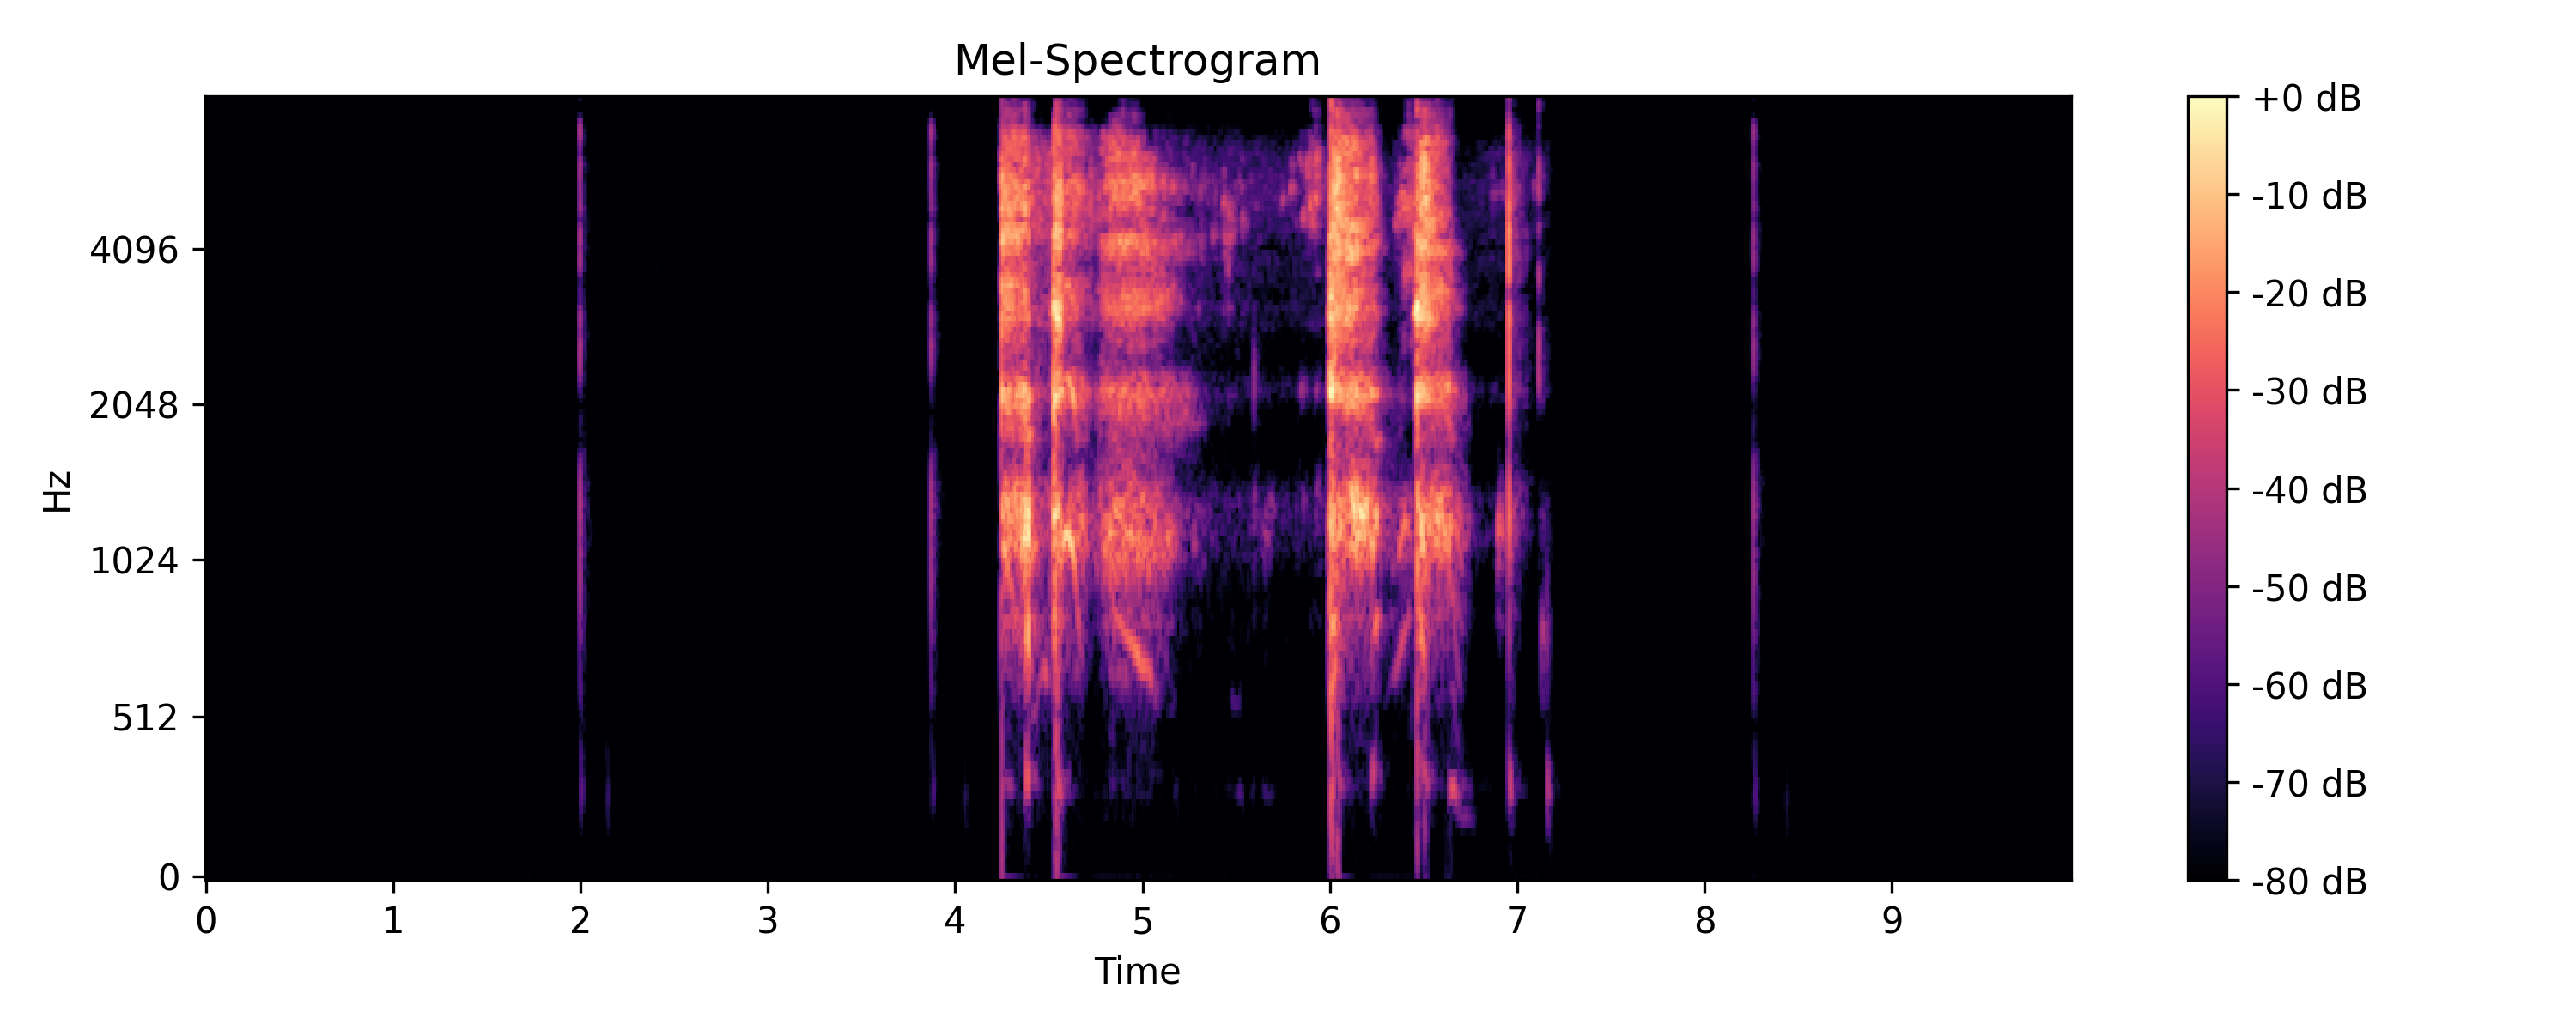 Mel-Spectrogram
+0 dB
-10 dB
-20 dB
-30 dB
-40 dB
-50 dB
-60 dB
-70 dB
-80 dB
Hz
4096
2048
1024
512
0
0 1 2 3 4 5 6 7 8 9
Time